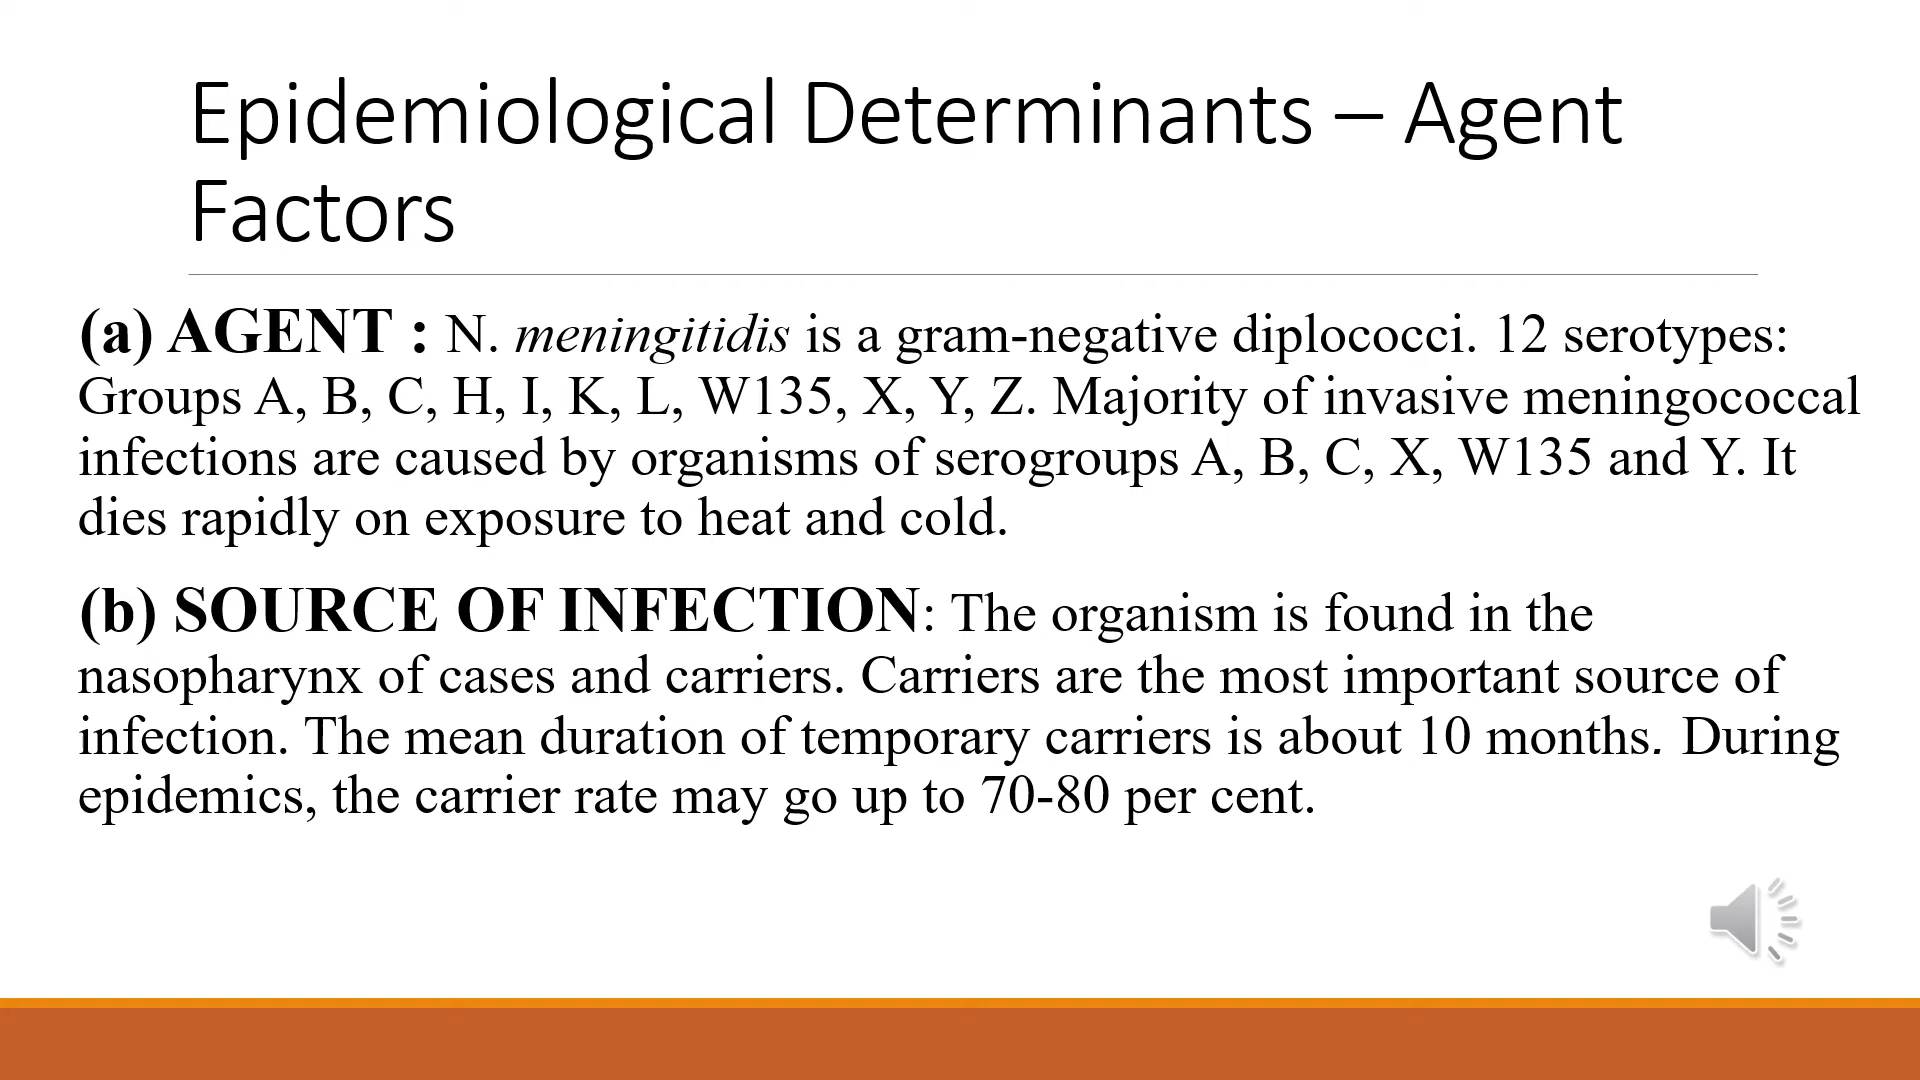 Epidemiological Determinants – Agent
Factors
(a) AGENT : N. meningitidis is a gram-negative diplococci. 12 serotypes:
Groups A, B, C, H, I, K, L, W135, X, Y, Z. Majority of invasive meningococcal
infections are caused by organisms of serogroups A, B, C, X, W135 and Y. It
dies rapidly on exposure to heat and cold.
(b) SOURCE OF INFECTION: The organism is found in the
nasopharynx of cases and carriers. Carriers are the most important source of
infection. The mean duration of temporary carriers is about 10 months. During
epidemics, the carrier rate may go up to 70-80 per cent.